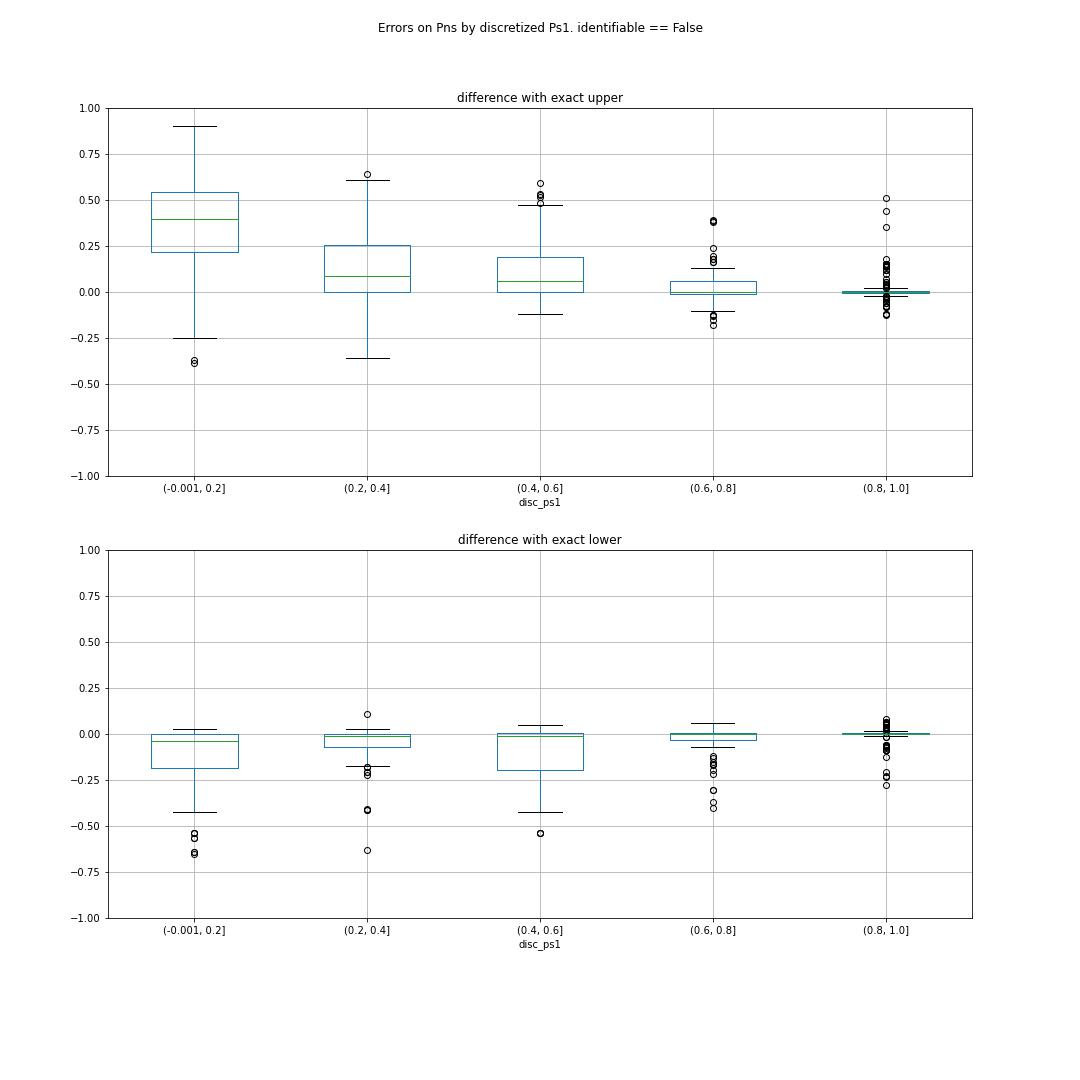 Errors on Pns by discretized Ps1. identifiable == False
difference with exact upper
1.00
0.75
0.50
0.25
0.00
−0.25
−0.50
−0.75
−1.00
(-0.001, 0.2] (0.2, 0.4] (0.4, 0.6] (0.6, 0.8] (0.8, 1.0]
disc_ps1
difference with exact lower
1.00
0.75
0.50
0.25
0.00
−0.25
−0.50
−0.75
−1.00
(-0.001, 0.2] (0.2, 0.4] (0.4, 0.6] (0.6, 0.8] (0.8, 1.0]
disc_ps1